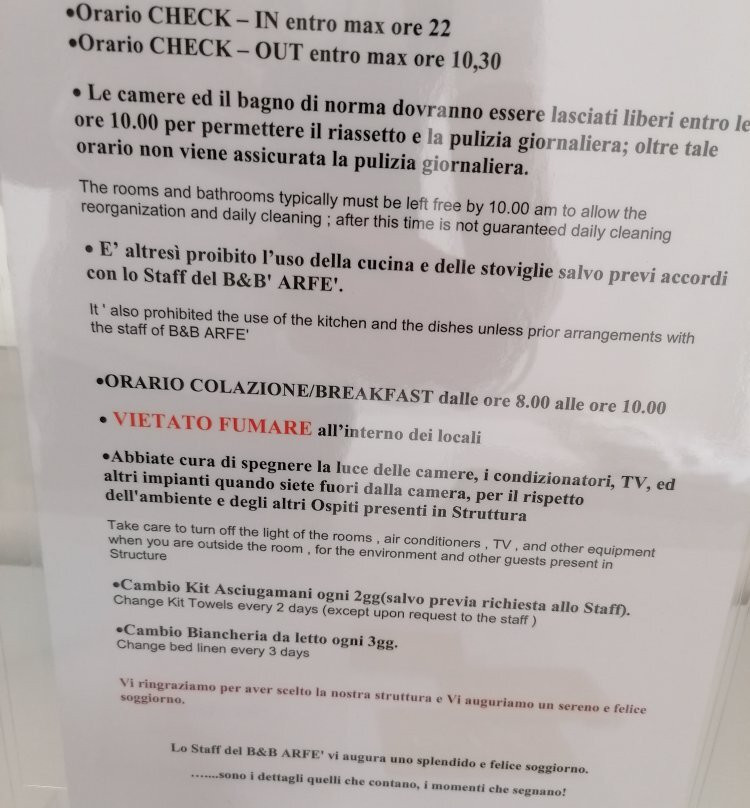 •Orario CHECK – IN entro max ore 22
•Orario CHECK – OUT entro max ore 10,30
• Le camere ed il bagno di norma dovranno essere lasciati liberi entro le
ore 10.00 per permettere il riassetto e la pulizia giornaliera; oltre tale
orario non viene assicurata la pulizia giornaliera.
The rooms and bathrooms typically must be left free by 10.00 am to allow the
reorganization and daily cleaning ; after this time is not guaranteed daily cleaning
• E’ altresì proibito l’uso della cucina e delle stoviglie salvo previ accordi
con lo Staff del B&B' ARFE'.
It ' also prohibited the use of the kitchen and the dishes unless prior arrangements with
the staff of B&B ARFE'
•ORARIO COLAZIONE/BREAKFAST dalle ore 8.00 alle ore 10.00
• VIETATO FUMARE all’interno dei locali
•Abbiate cura di spegnere la luce delle camere, i condizionatori, TV, ed
altri impianti quando siete fuori dalla camera, per il rispetto
dell'ambiente e degli altri Ospiti presenti in Struttura
Take care to turn off the light of the rooms , air conditioners , TV , and other equipment
when you are outside the room , for the environment and other guests present in
Structure
•Cambio Kit Asciugamani ogni 2gg(salvo previa richiesta allo Staff).
Change Kit Towels every 2 days (except upon request to the staff )
•Cambio Biancheria da letto ogni 3gg.
Change bed linen every 3 days
Vi ringraziamo per aver scelto la nostra struttura e Vi auguriamo un sereno e felice
soggiorno.
Lo Staff del B&B ARFE' vi augura uno splendido e felice soggiorno.
…....sono i dettagli quelli che contano, i momenti che segnano!